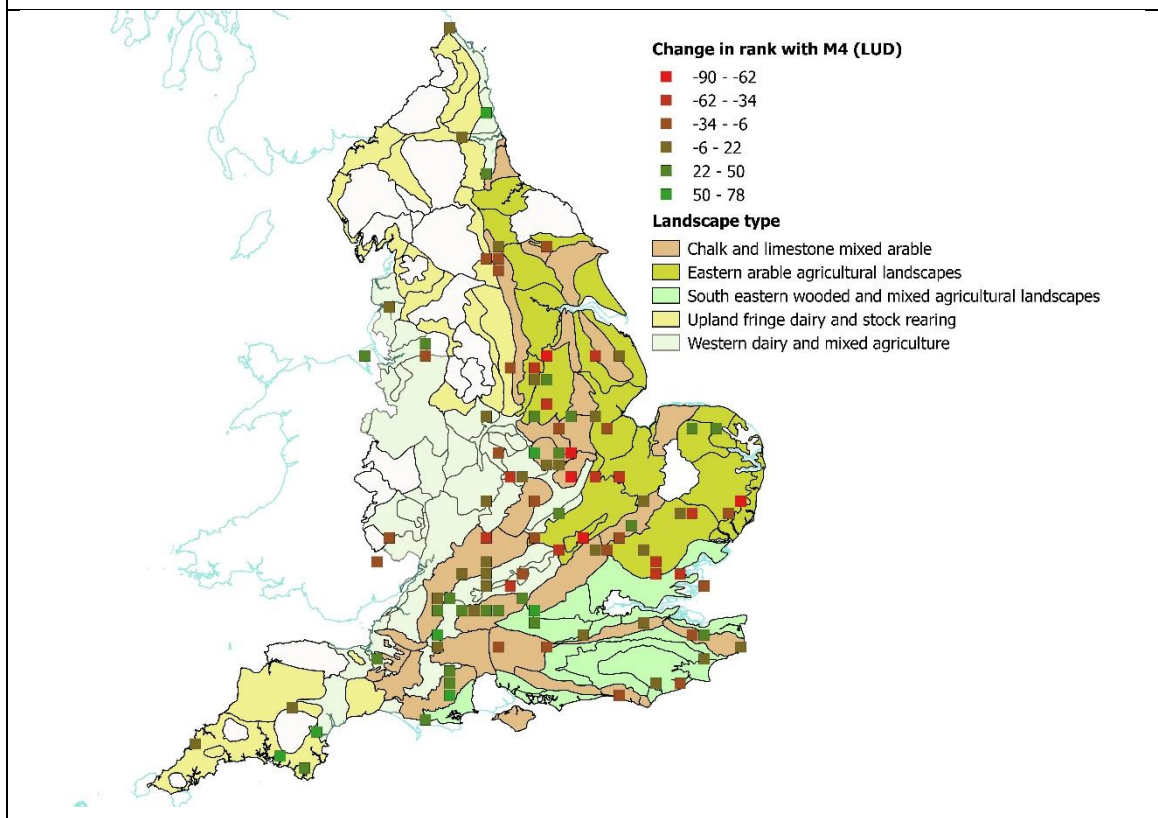 Change in rank with M4 (LUD)
-90 - -62
-62 - -34
-34 - -6
-6 - 22
22 - 50
50 - 78
Landscape type
Chalk and limestone mixed arable
Eastern arable agricultural landscapes
South eastern wooded and mixed agricultural landscapes
Upland fringe dairy and stock rearing
Western dairy and mixed agriculture